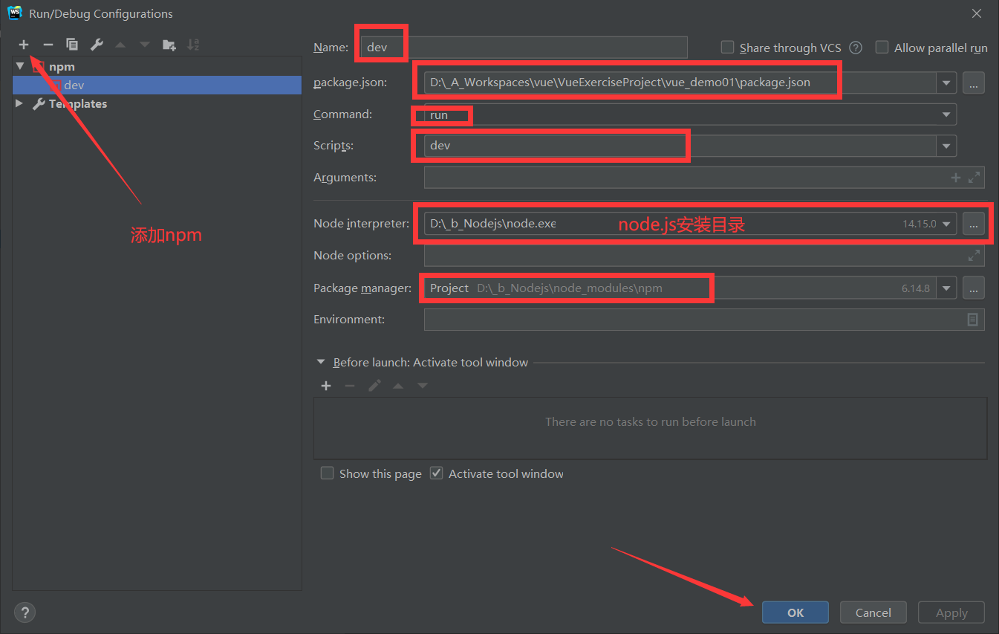 WS Run/Debug Configurations
npm
dev
Templates
添加npm
Name: dev
Share through VCS ?
Allow parallel run
package.json: D:\_A_Workspaces\vue\VueExerciseProject\vue_demo01\package.json ...
Command: run
Scripts: dev
Arguments:
Node interpreter: D:\_b_Nodejs\node.exe node.js安装目录 14.15.0 ...
Node options:
Package manager: Project D:\_b_Nodejs\node_modules\npm 6.14.8 ...
Environment:
Before launch: Activate tool window
There are no tasks to run before launch
Show this page Activate tool window
? OK Cancel Apply